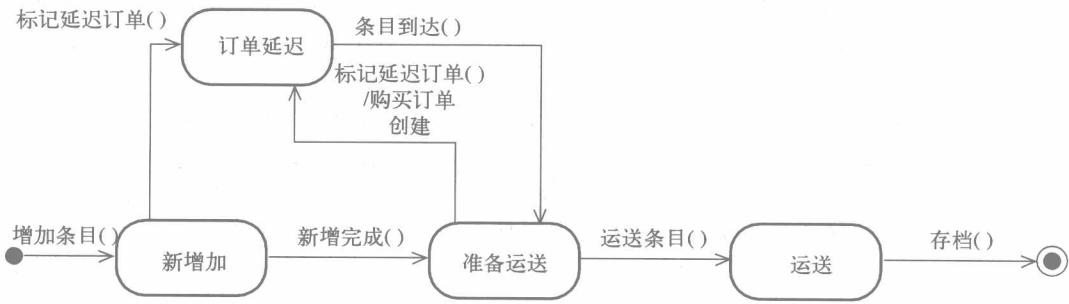 标记延迟订单( )
订单延迟
条目到达( )
标记延迟订单( )
/购买订单
创建
增加条目( )
新增加
新增完成( )
准备运送
运送条目( )
运送
存档( )